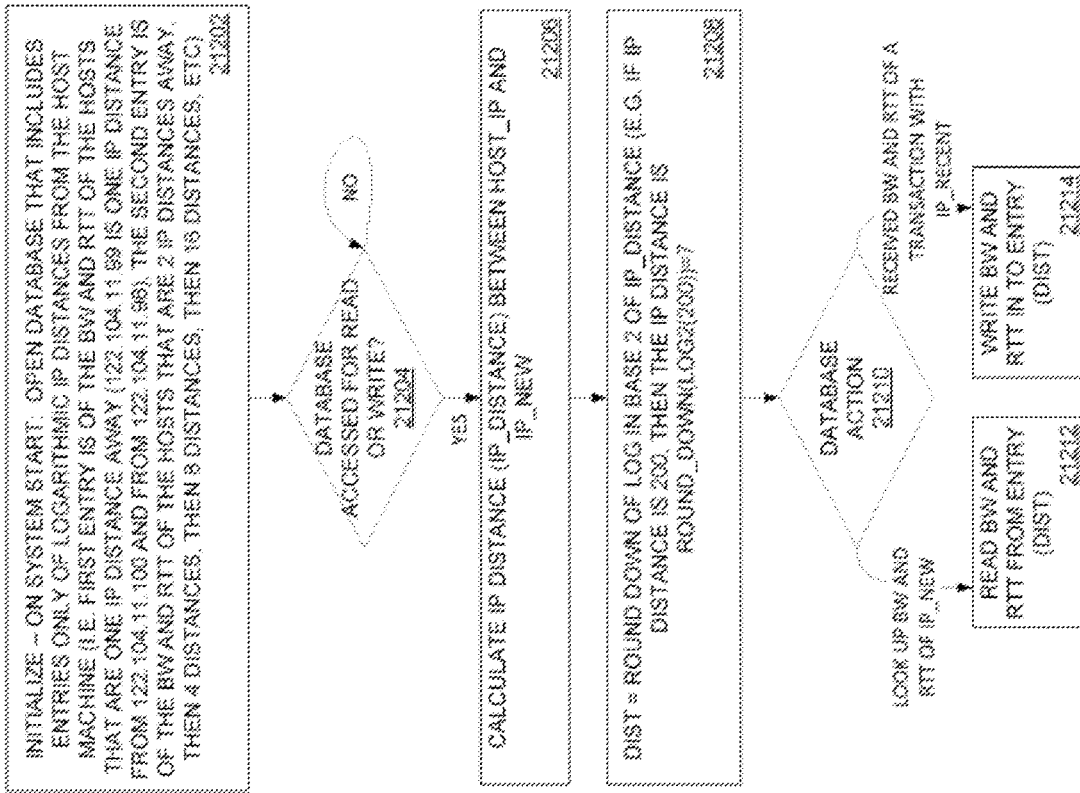 INITIALIZE – ON SYSTEM START: OPEN DATABASE THAT INCLUDES
ENTRIES ONLY OF LOGARITHMIC IP DISTANCES FROM THE HOST
MACHINE (I.E. FIRST ENTRY IS OF THE BW AND RTT OF THE HOSTS
THAT ARE ONE IP DISTANCE AWAY (122.104.11.99 IS ONE IP DISTANCE
FROM 122.104.11.100 AND FROM 122.104.11.98), THE SECOND ENTRY IS
OF THE BW AND RTT OF THE HOSTS THAT ARE 2 IP DISTANCES AWAY,
THEN 4 DISTANCES, THEN 8 DISTANCES, THEN 16 DISTANCES, ETC)
21202
DATABASE
ACCESSED FOR READ
OR WRITE?
21204
NO
YES
CALCULATE IP DISTANCE (IP_DISTANCE) BETWEEN HOST_IP AND
IP_NEW
21206
DIST = ROUND DOWN OF LOG IN BASE 2 OF IP_DISTANCE (E.G. IF IP
DISTANCE IS 200, THEN THE IP DISTANCE IS
ROUND_DOWN(LOG2(200))=7
21208
DATABASE
ACTION
21210
LOOK UP BW AND
RTT OF IP_NEW
RECEIVED BW AND RTT OF A
TRANSACTION WITH
IP_RECENT
READ BW AND
RTT FROM ENTRY
(DIST)
21212
WRITE BW AND
RTT IN TO ENTRY
(DIST)
21214